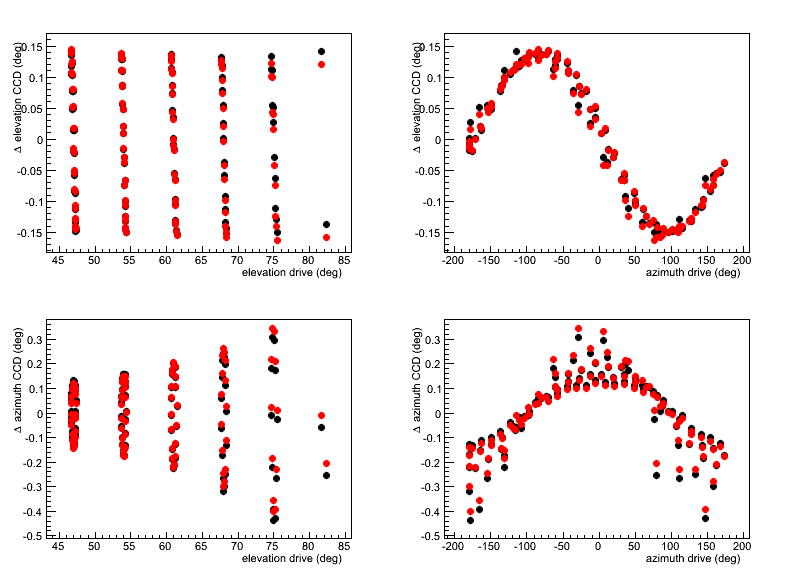 Δ elevation CCD (deg)
0.15
0.1
0.05
0
-0.05
-0.1
-0.15
45 50 55 60 65 70 75 80 85
elevation drive (deg)
Δ elevation CCD (deg)
0.15
0.1
0.05
0
-0.05
-0.1
-0.15
-200 -150 -100 -50 0 50 100 150 200
azimuth drive (deg)
Δ azimuth CCD (deg)
0.3
0.2
0.1
0
-0.1
-0.2
-0.3
-0.4
-0.5
45 50 55 60 65 70 75 80 85
elevation drive (deg)
Δ azimuth CCD (deg)
0.3
0.2
0.1
0
-0.1
-0.2
-0.3
-0.4
-0.5
-200 -150 -100 -50 0 50 100 150 200
azimuth drive (deg)